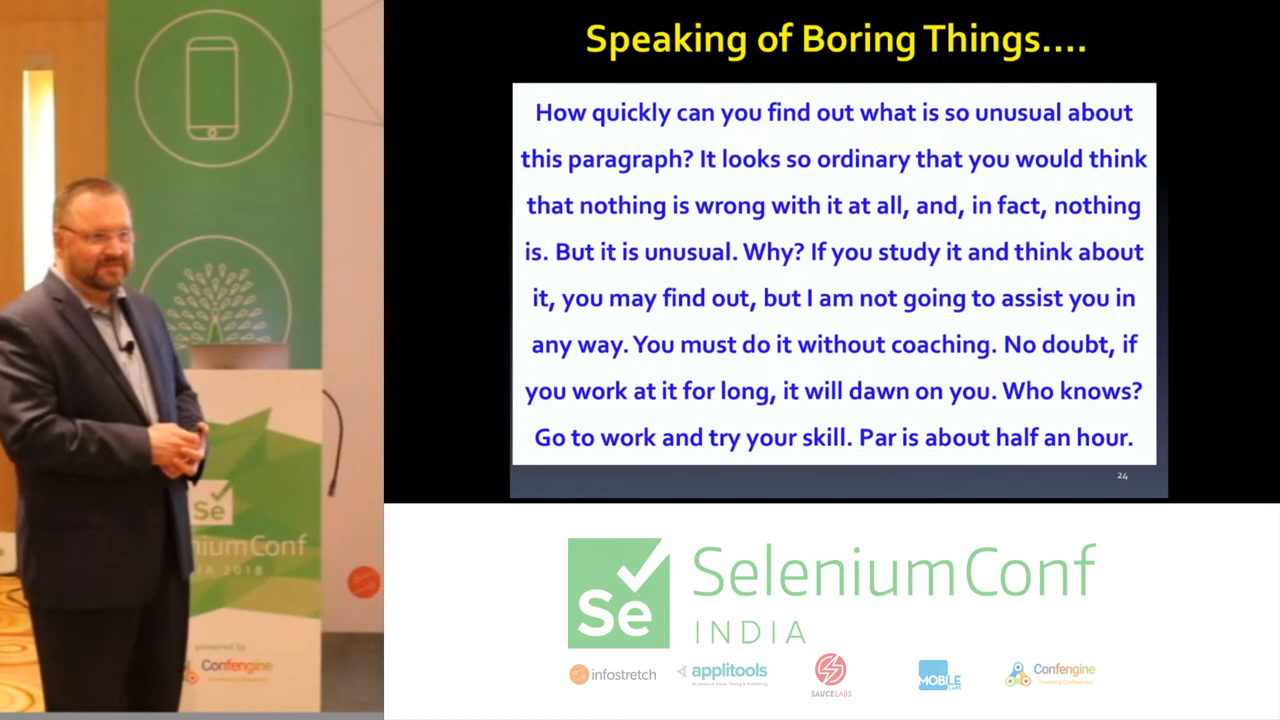 Speaking of Boring Things....
How quickly can you find out what is so unusual about
this paragraph? It looks so ordinary that you would think
that nothing is wrong with it at all, and, in fact, nothing
is. But it is unusual. Why? If you study it and think about
it, you may find out, but I am not going to assist you in
any way. You must do it without coaching. No doubt, if
you work at it for long, it will dawn on you. Who knows?
Go to work and try your skill. Par is about half an hour.
24
Se
niumConf
IA 2018
powered by
Confengine
Se
SeleniumConf
INDIA
infostretch
applitools
SAUCELABS
MOBILE
LABS
Confengine